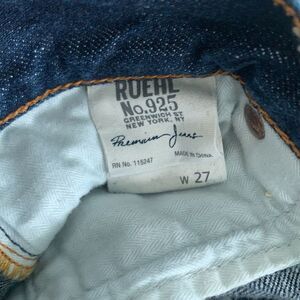 RUEHL
No.925
GREENWICH ST
NEW YORK, NY
Premium Jeans
RN No. 115247
MADE IN CHINA
W 27